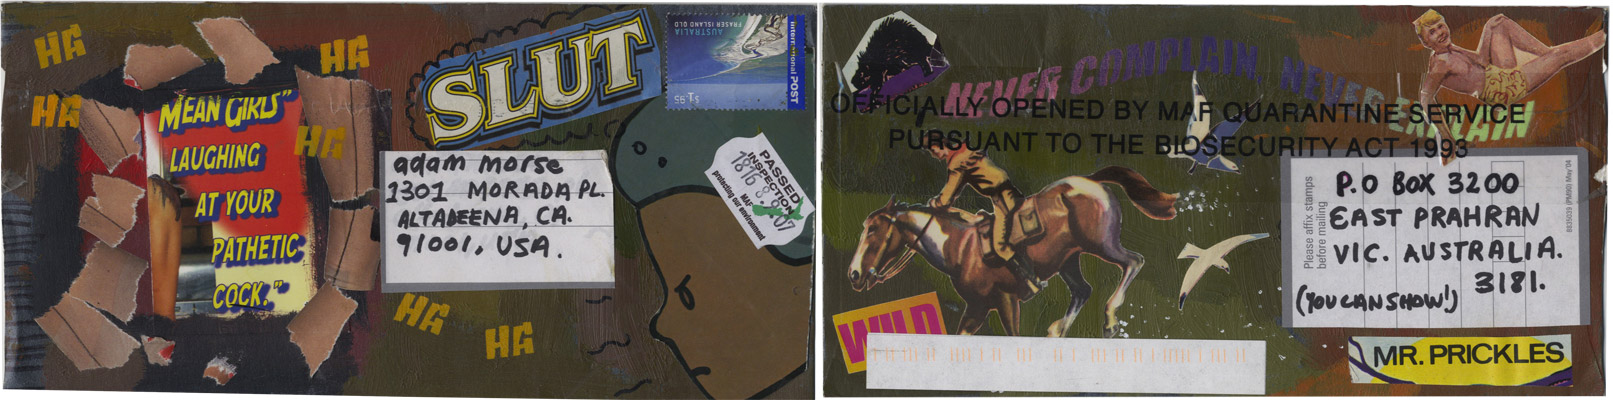 HA
HA
HA
HA
"MEAN GIRLS"
LAUGHING
AT YOUR
PATHETIC
COCK."
HA
HA
SLUT
AUSTRALIA
FRASER ISLAND QLD
$1.95
International POST
adam morse
1301 MORADA PL.
ALTADEENA, CA.
91001, USA.
PASSED
INSPECTION
MAF
protecting our environment
NEVER COMPLAIN, NEVER EXPLAIN
OFFICIALLY OPENED BY MAF QUARANTINE SERVICE
PURSUANT TO THE BIOSECURITY ACT 1993
Please affix stamps
before mailing
P.O BOX 3200
EAST PRAHRAN
VIC. AUSTRALIA.
3181.
(YOU CAN SHOW!)
WILD
MR. PRICKLES